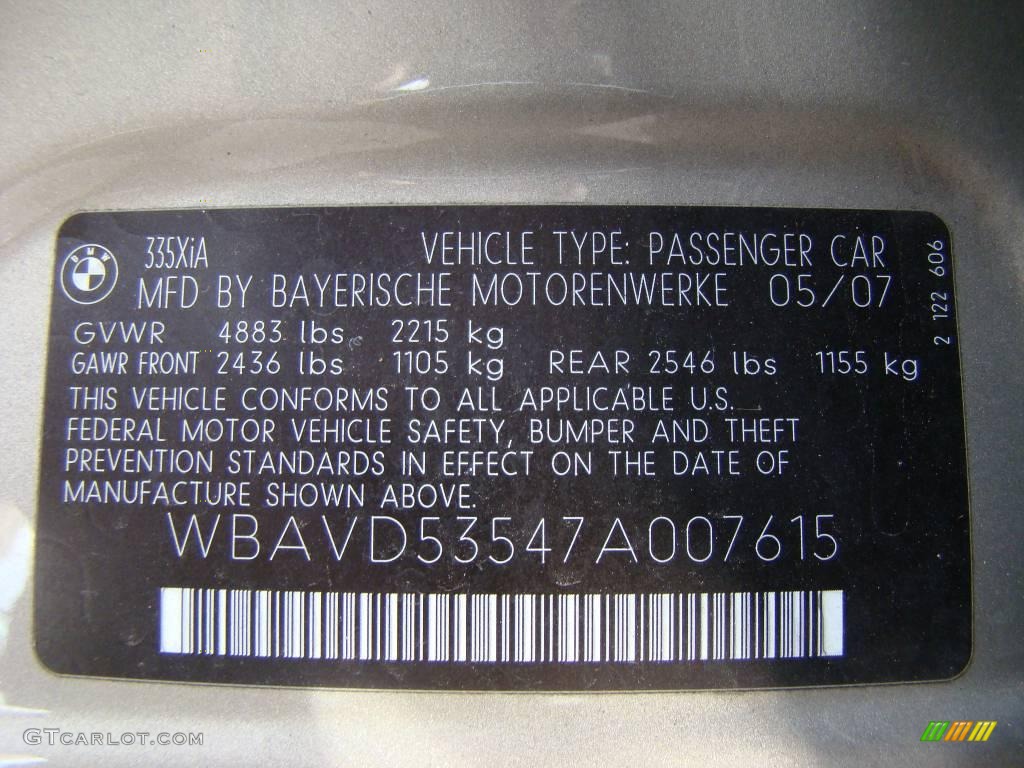 BMW
335XiA VEHICLE TYPE: PASSENGER CAR
MFD BY BAYERISCHE MOTORENWERKE 05/07
GVWR 4883 lbs 2215 kg
GAWR FRONT 2436 lbs 1105 kg REAR 2546 lbs 1155 kg
THIS VEHICLE CONFORMS TO ALL APPLICABLE U.S.
FEDERAL MOTOR VEHICLE SAFETY, BUMPER AND THEFT
PREVENTION STANDARDS IN EFFECT ON THE DATE OF
MANUFACTURE SHOWN ABOVE.
WBAVD53547A007615
2 122 606
© GTCARLOT.COM